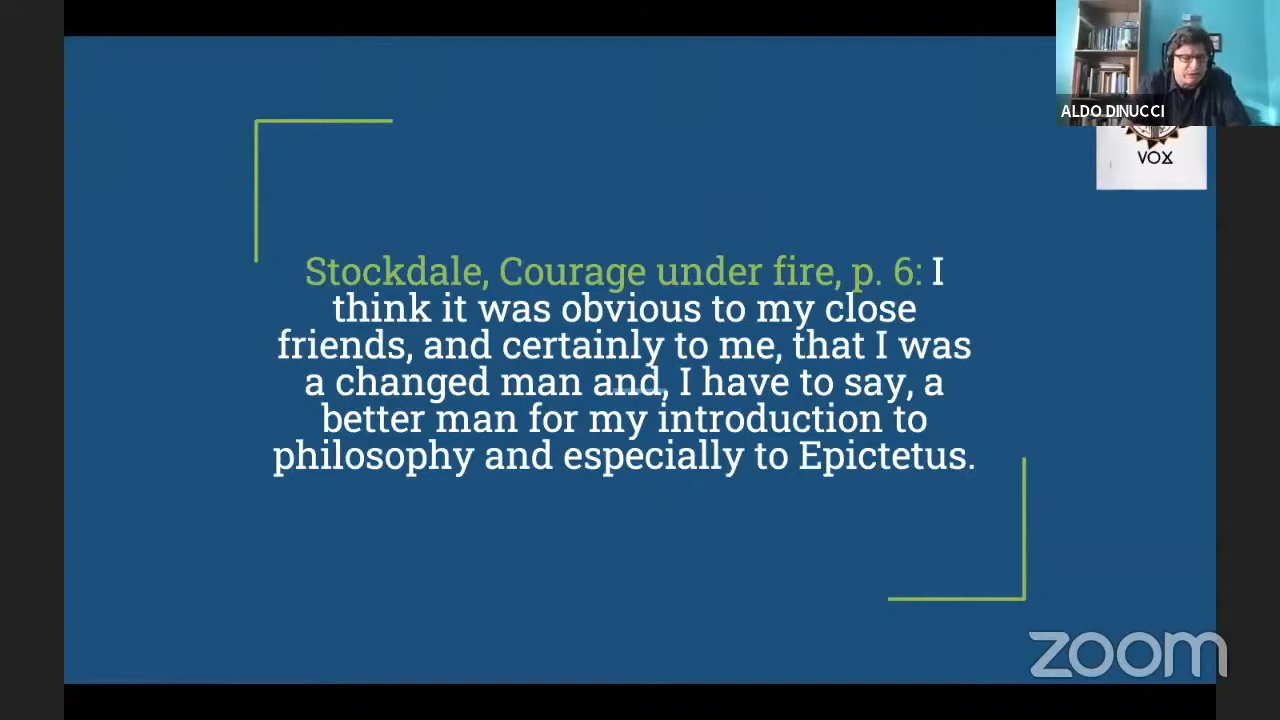 ALDO DINUCCI
VOX
Stockdale, Courage under fire, p. 6: I
think it was obvious to my close
friends, and certainly to me, that I was
a changed man and, I have to say, a
better man for my introduction to
philosophy and especially to Epictetus.
zoom